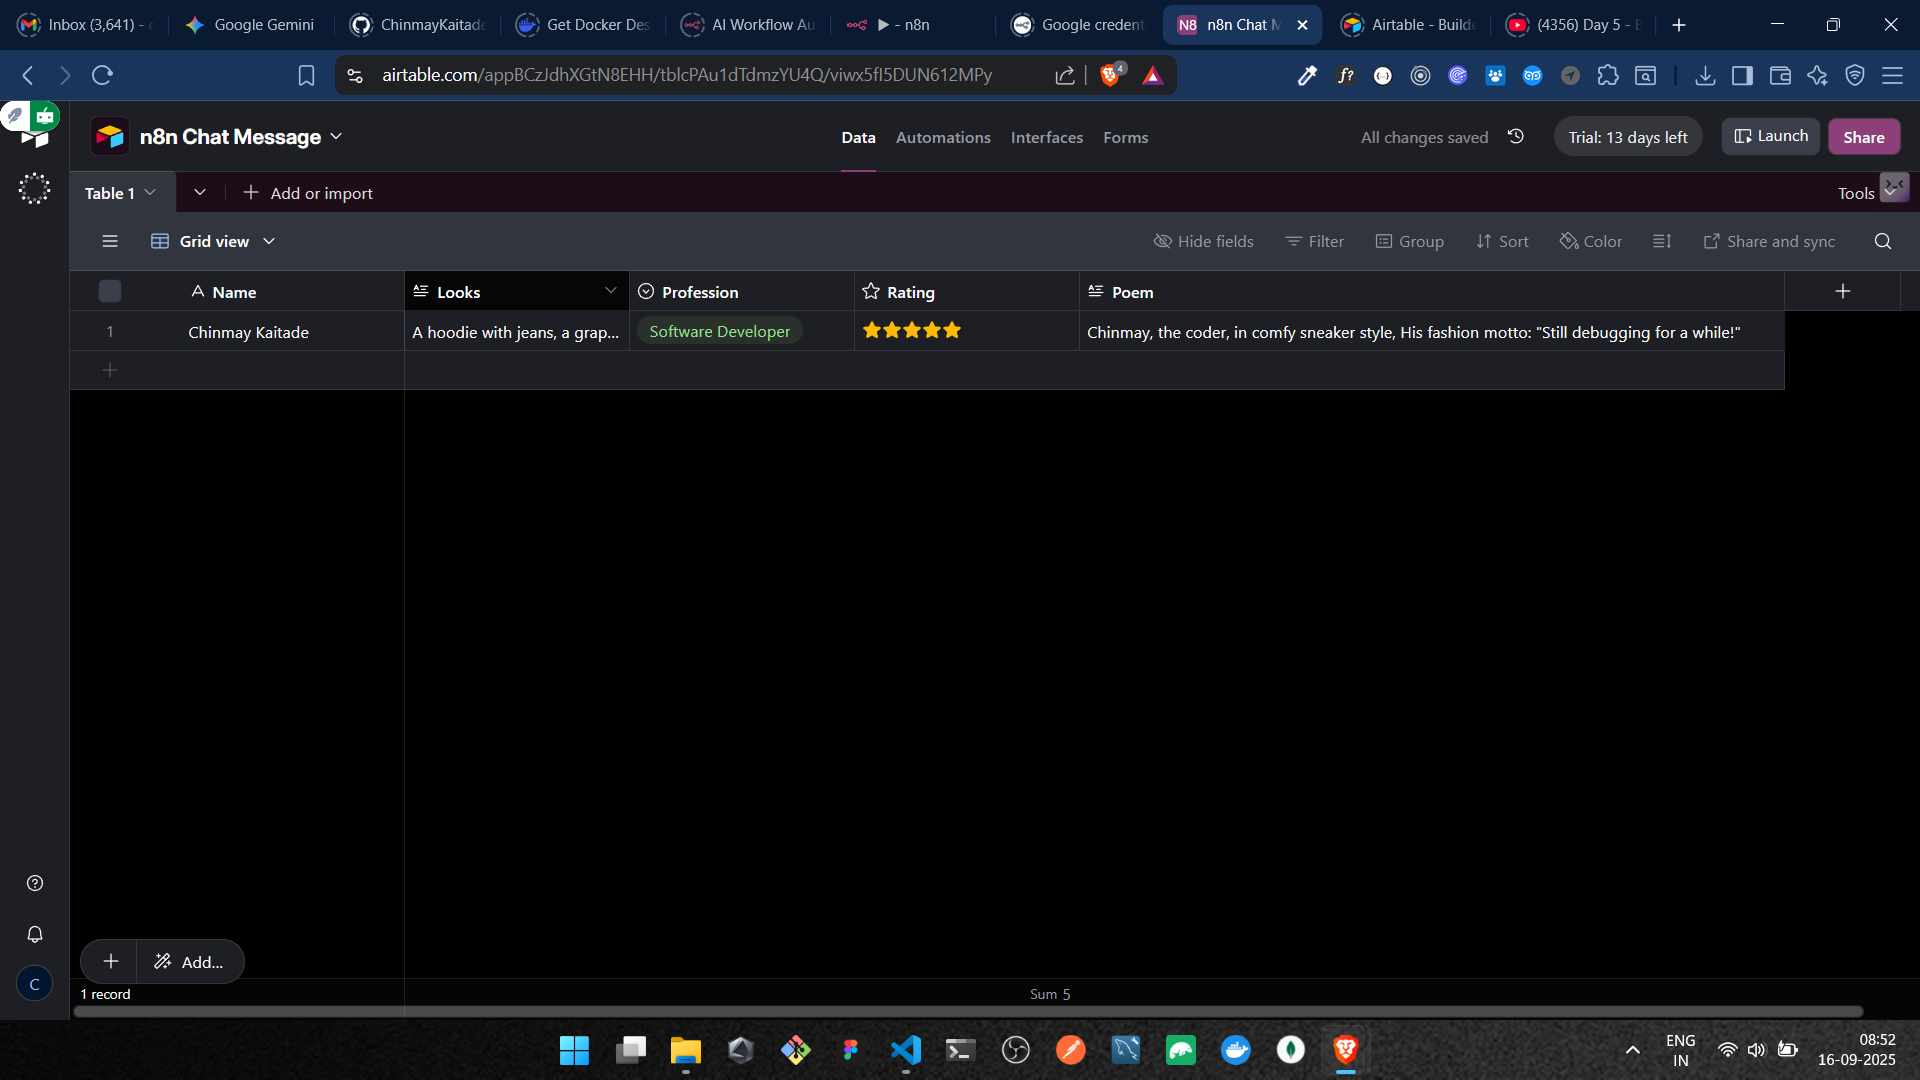 Inbox (3,641) - c
Google Gemini
ChinmayKaitade
Get Docker Des
AI Workflow Au
▶ - n8n
Google credent
N8 n8n Chat M
Airtable - Builde
(4356) Day 5 - B
airtable.com/appBCzJdhXGtN8EHH/tblcPAu1dTdmzYU4Q/viwx5fI5DUN612MPy
4
f?
n8n Chat Message
Data Automations Interfaces Forms
All changes saved
Trial: 13 days left
Launch
Share
Table 1
Add or import
Tools
Grid view
Hide fields
Filter
Group
Sort
Color
Share and sync
Name Looks Profession Rating Poem
1 Chinmay Kaitade A hoodie with jeans, a grap... Software Developer Chinmay, the coder, in comfy sneaker style, His fashion motto: "Still debugging for a while!"
C
Add...
1 record
Sum 5
ENG
IN
08:52
16-09-2025